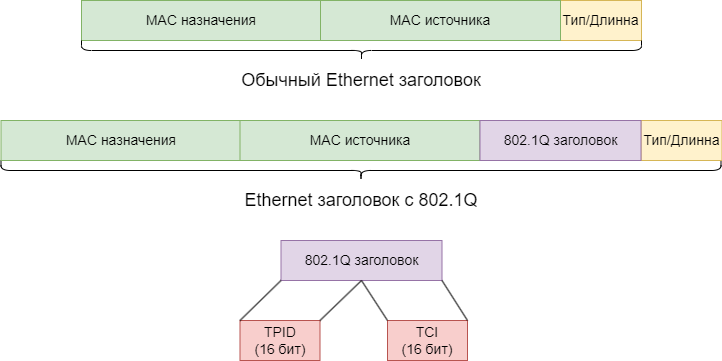 MAC назначения MAC источника Тип/Длинна
Обычный Ethernet заголовок
MAC назначения MAC источника 802.1Q заголовок Тип/Длинна
Ethernet заголовок с 802.1Q
802.1Q заголовок
TPID TCI
(16 бит) (16 бит)